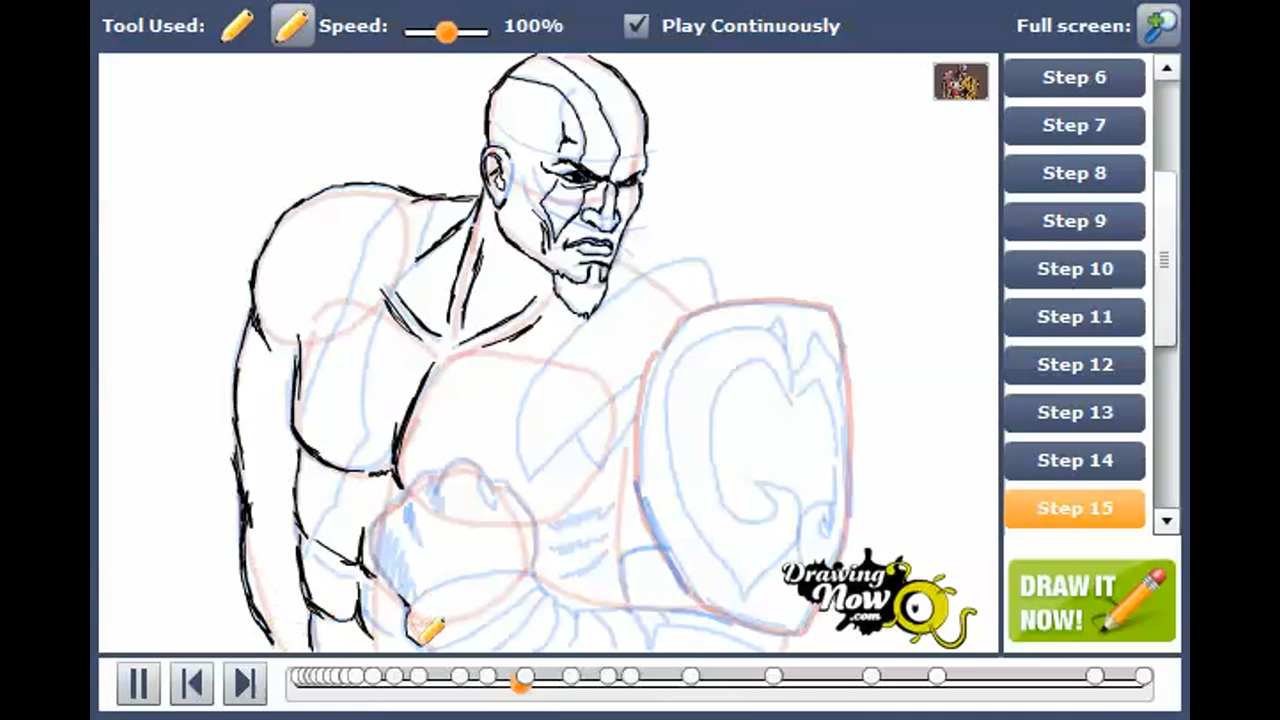 Tool Used:
Speed:
100%
Play Continuously
Full screen:
Step 6
Step 7
Step 8
Step 9
Step 10
Step 11
Step 12
Step 13
Step 14
Step 15
Drawing
Now
.com
DRAW IT
NOW!